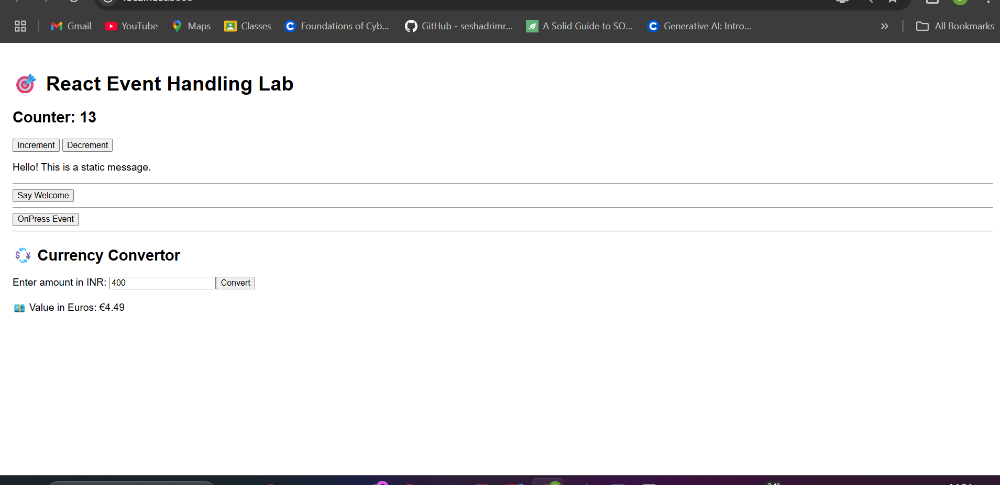 Gmail YouTube Maps Classes Foundations of Cyb... GitHub - seshadrimr... A Solid Guide to SO... Generative AI: Intro... All Bookmarks
React Event Handling Lab
Counter: 13
Increment Decrement
Hello! This is a static message.
Say Welcome
OnPress Event
Currency Convertor
Enter amount in INR: 400 Convert
Value in Euros: €4.49